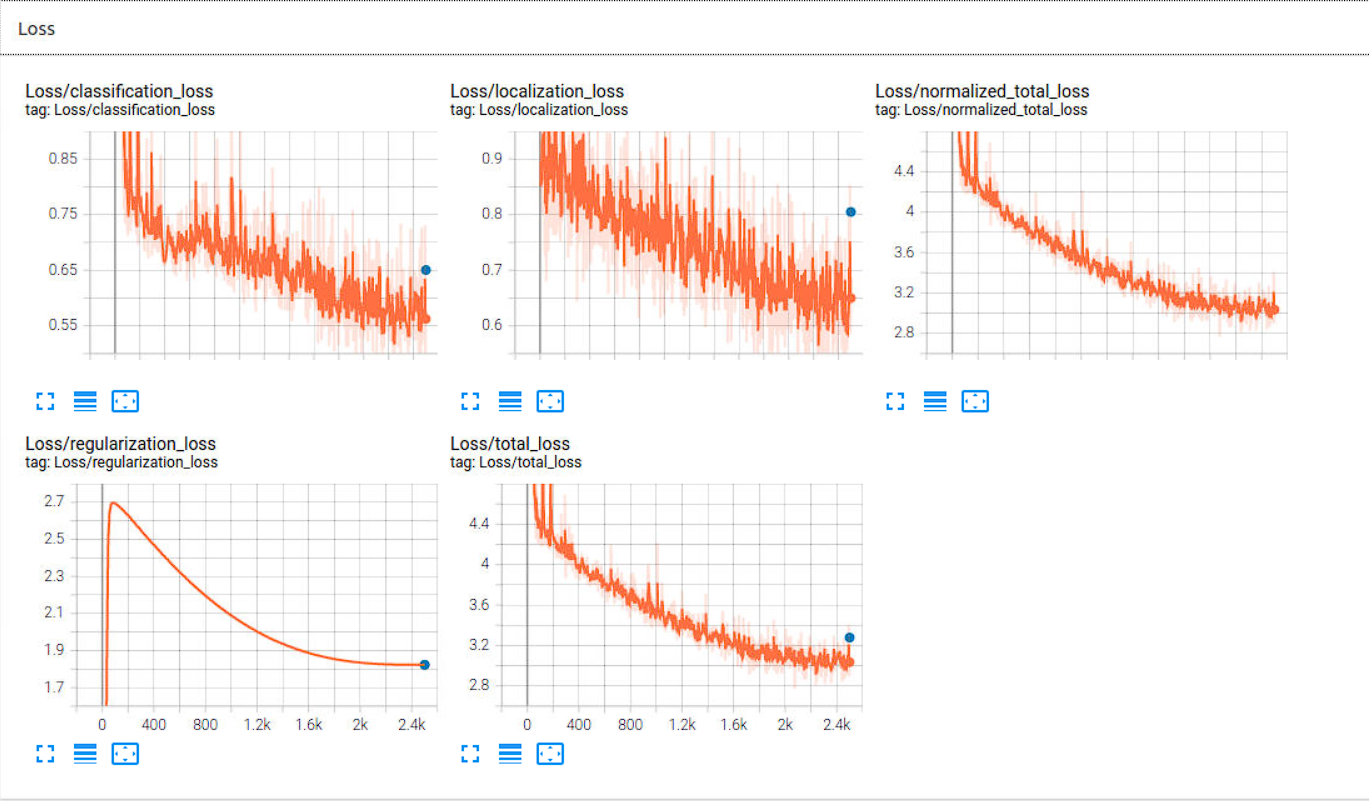 Loss
Loss/classification_loss
tag: Loss/classification_loss
0.85
0.75
0.65
0.55
Loss/localization_loss
tag: Loss/localization_loss
0.9
0.8
0.7
0.6
Loss/normalized_total_loss
tag: Loss/normalized_total_loss
4.4
4
3.6
3.2
2.8
Loss/regularization_loss
tag: Loss/regularization_loss
2.7
2.5
2.3
2.1
1.9
1.7
0 400 800 1.2k 1.6k 2k 2.4k
Loss/total_loss
tag: Loss/total_loss
4.4
4
3.6
3.2
2.8
0 400 800 1.2k 1.6k 2k 2.4k